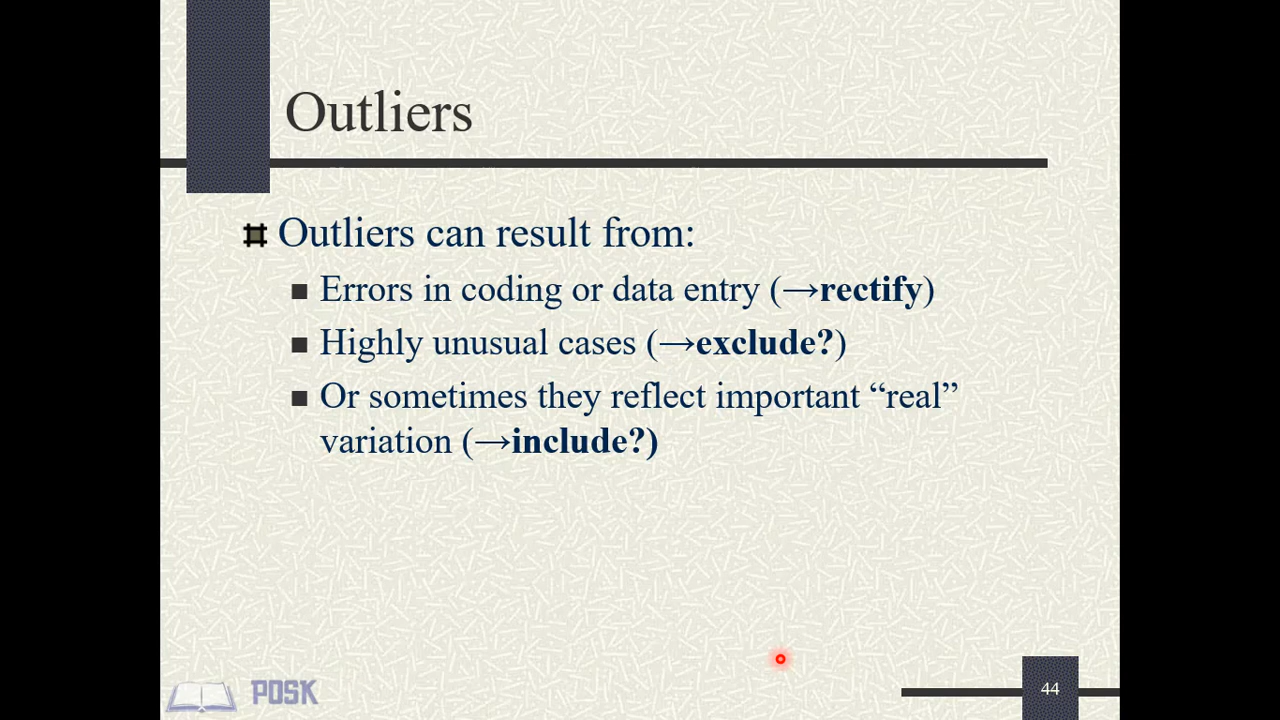 Outliers
Outliers can result from:
Errors in coding or data entry (→rectify)
Highly unusual cases (→exclude?)
Or sometimes they reflect important “real”
variation (→include?)
POSK
44